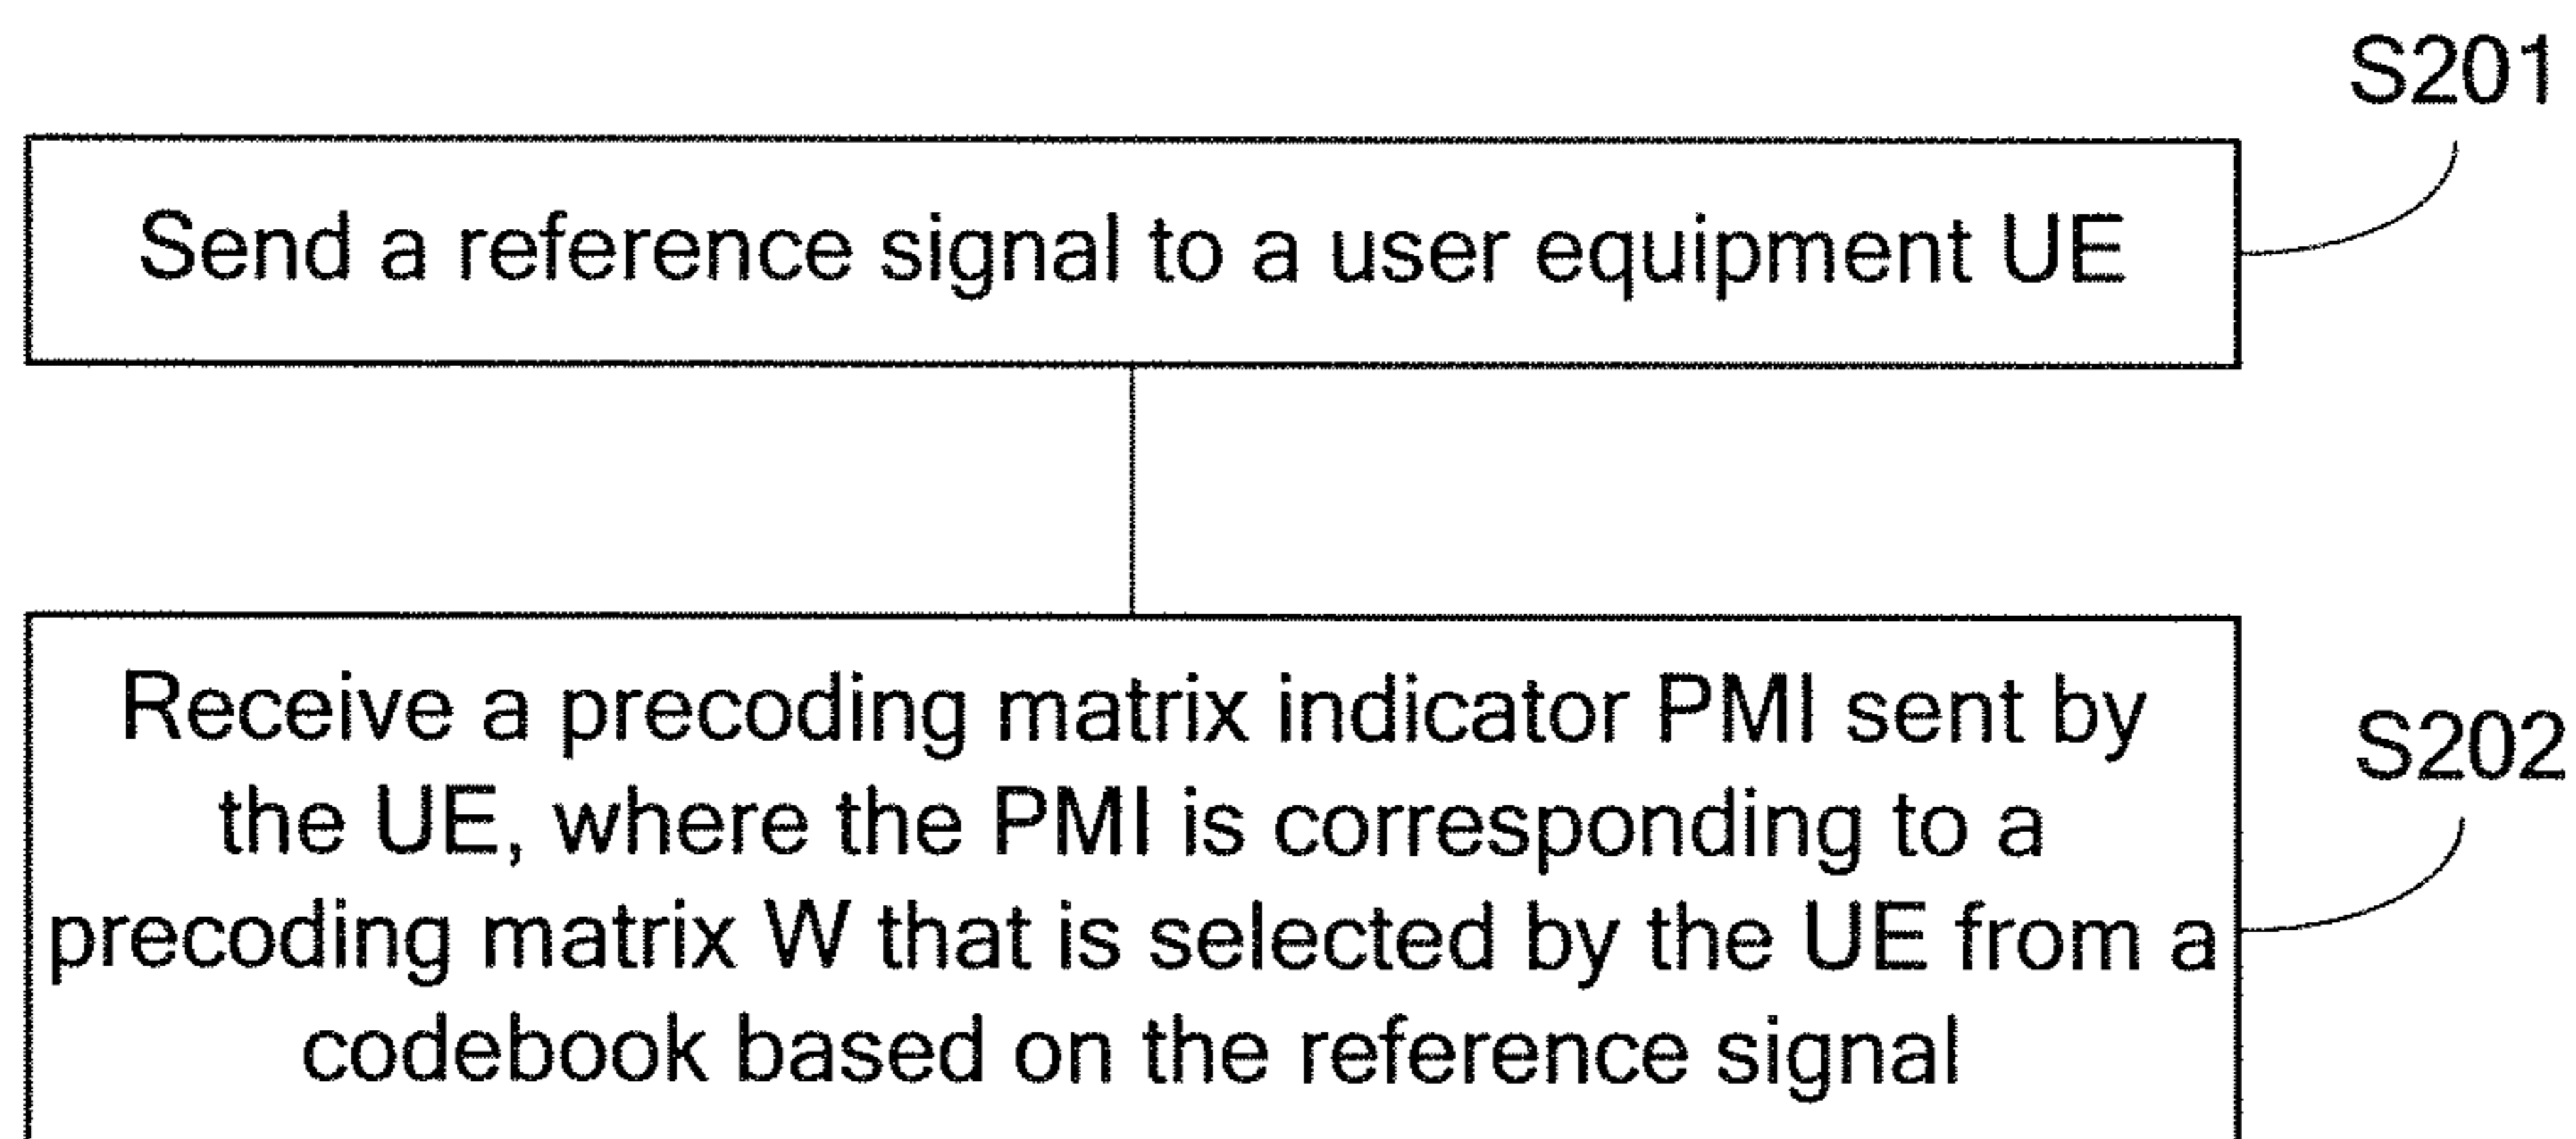 S201
Send a reference signal to a user equipment UE
Receive a precoding matrix indicator PMI sent by
the UE, where the PMI is corresponding to a
S202
precoding matrix W that is selected by the UE from a
codebook based on the reference signal